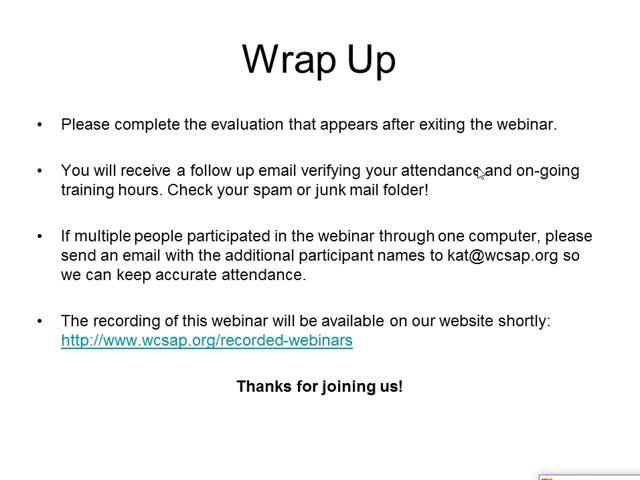 Wrap Up
• Please complete the evaluation that appears after exiting the webinar.
• You will receive a follow up email verifying your attendance and on-going
training hours. Check your spam or junk mail folder!
• If multiple people participated in the webinar through one computer, please
send an email with the additional participant names to kat@wcsap.org so
we can keep accurate attendance.
• The recording of this webinar will be available on our website shortly:
http://www.wcsap.org/recorded-webinars
Thanks for joining us!